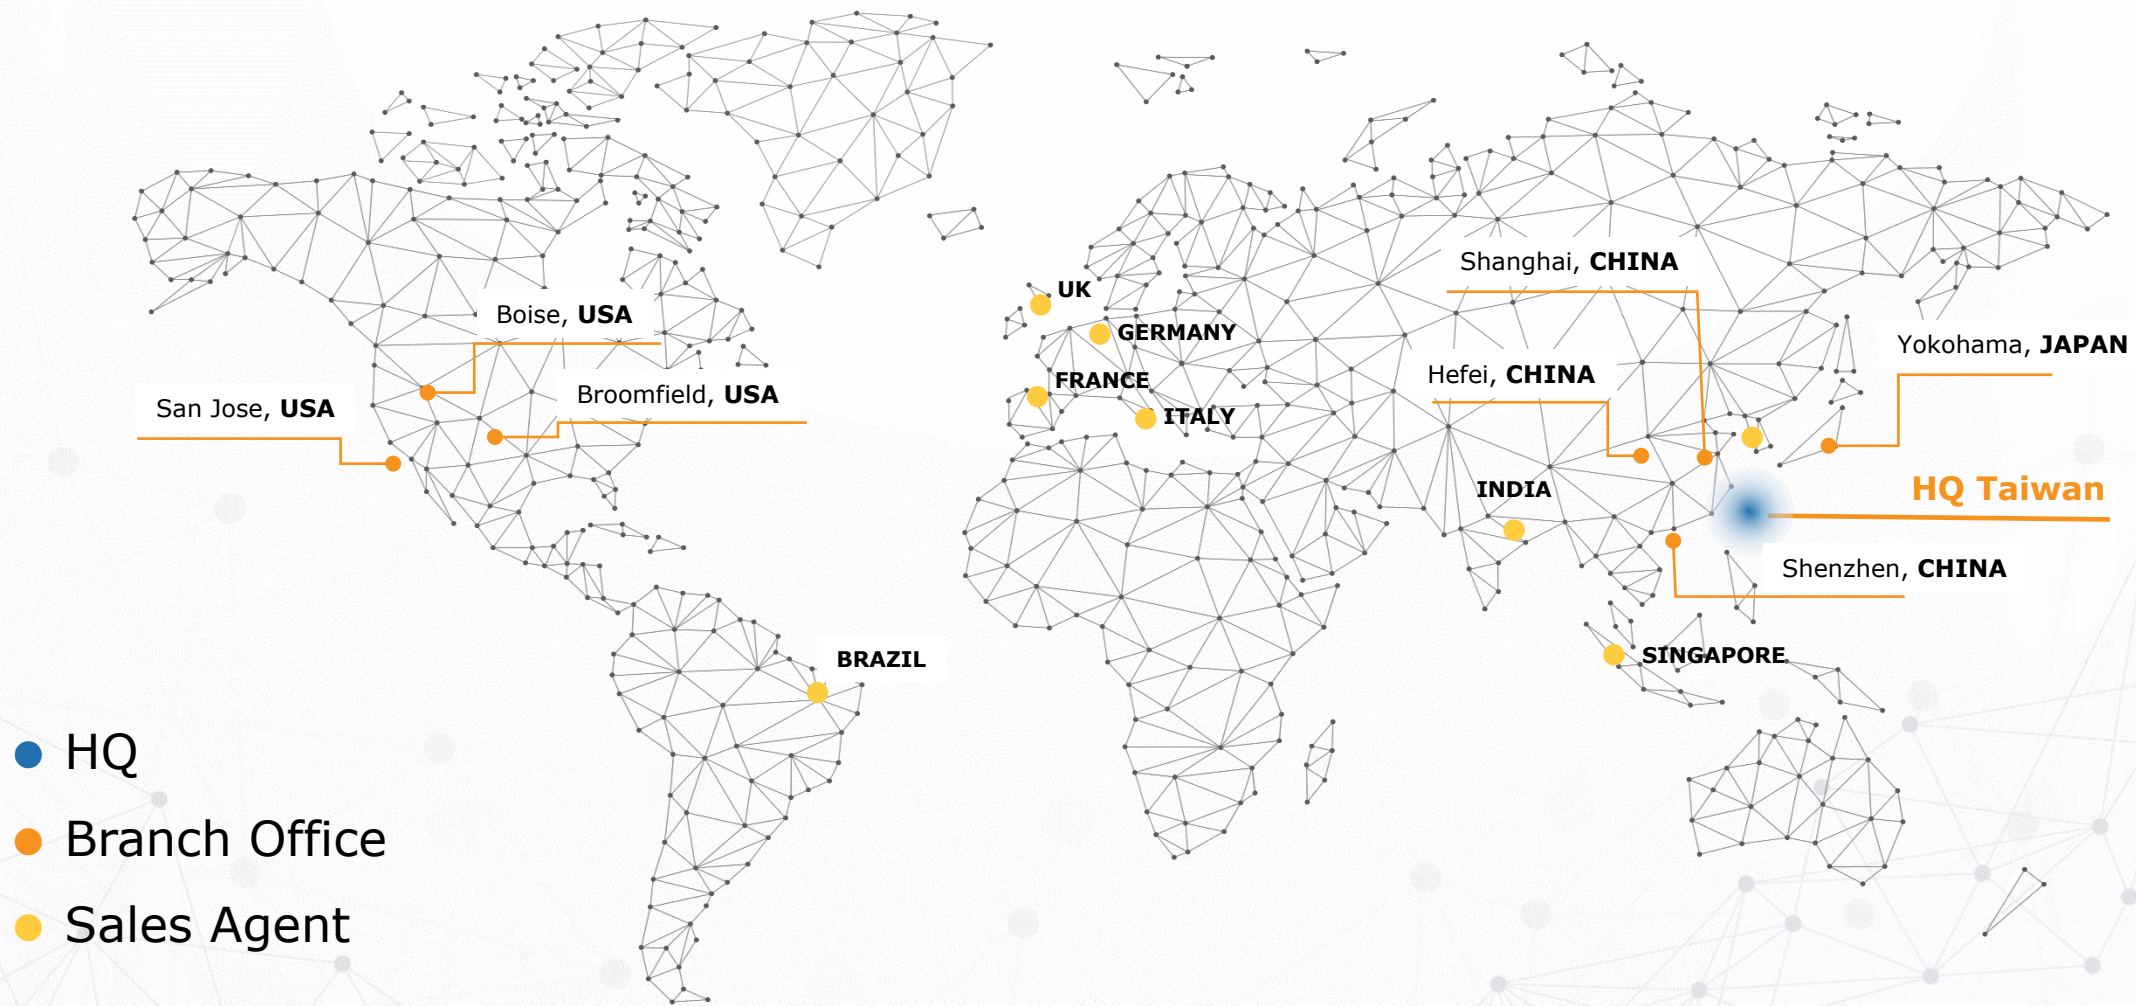 Shanghai, CHINA
UK
Boise, USA
GERMANY
Yokohama, JAPAN
Hefei, CHINA
FRANCE
Broomfield, USA
San Jose, USA
ITALY
INDIA
HQ Taiwan
Shenzhen, CHINA
SINGAPORE
BRAZIL
HQ
Branch Office
Sales Agent